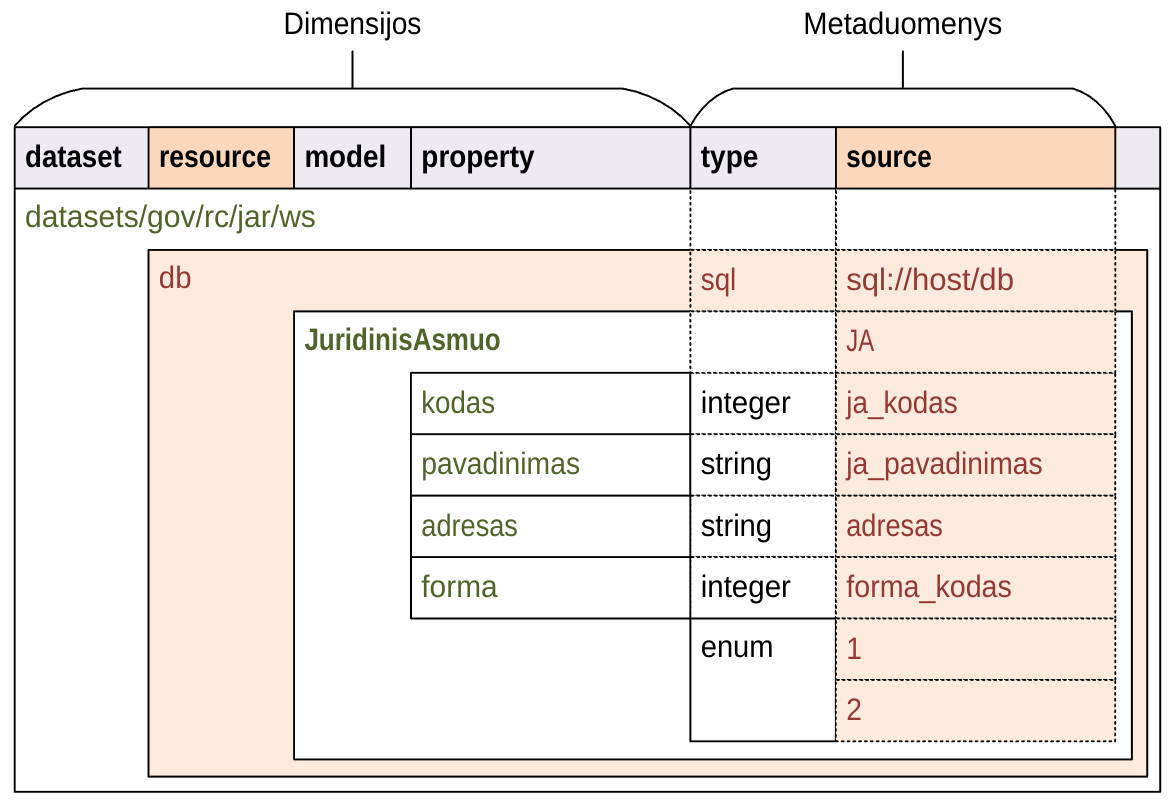 Dimensijos Metaduomenys
dataset resource model property type source
datasets/gov/rc/jar/ws
db sql sql://host/db
JuridinisAsmuo JA
kodas integer ja_kodas
pavadinimas string ja_pavadinimas
adresas string adresas
forma integer forma_kodas
enum 1
2